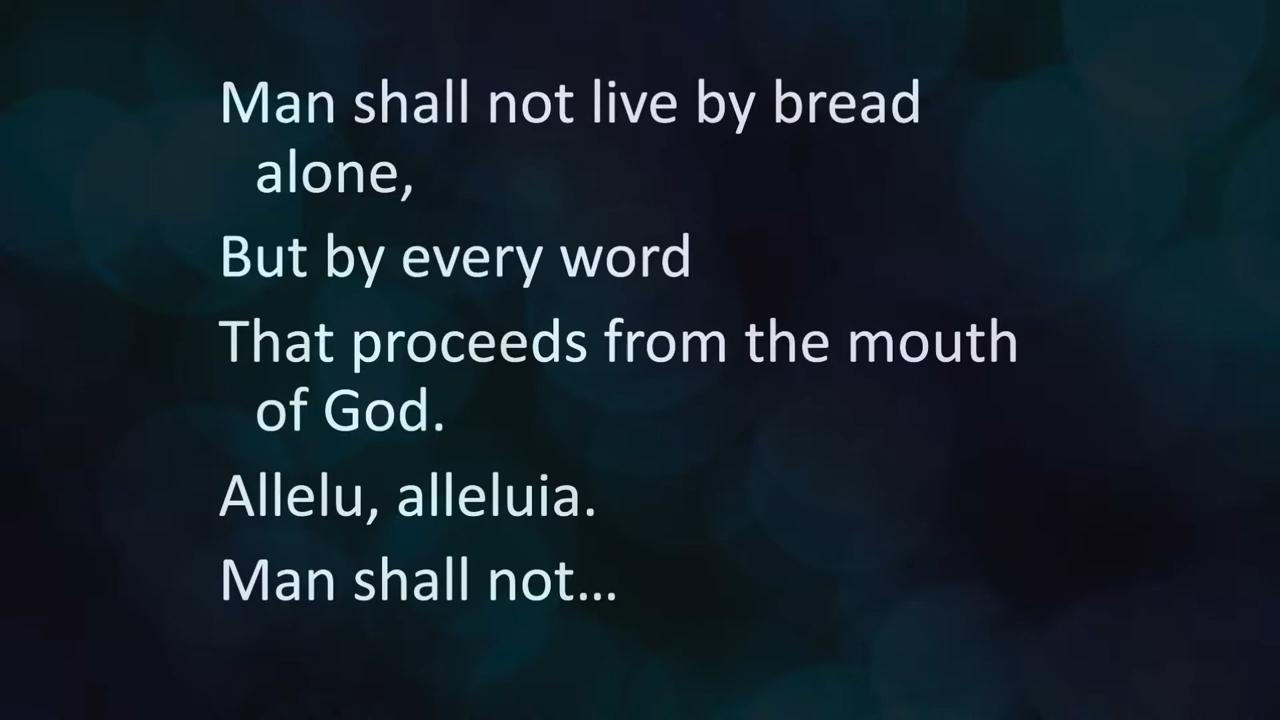 Man shall not live by bread
alone,
But by every word
That proceeds from the mouth
of God.
Allelu, alleluia.
Man shall not...